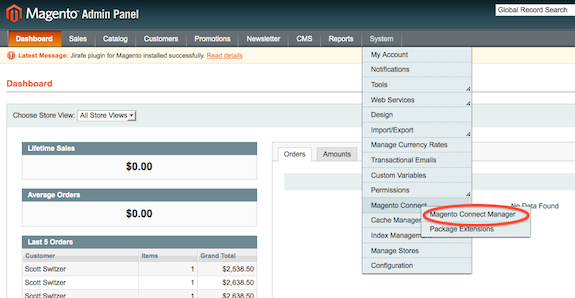 Magento Admin Panel
Global Record Search
Dashboard Sales Catalog Customers Promotions Newsletter CMS Reports System
Latest Message: Jirafe plugin for Magento installed successfully. Read details
My Account
Notifications
Tools
Web Services
Design
Import/Export
Manage Currency Rates
Transactional Emails
Custom Variables
Permissions
Magento Connect
Cache Manage
Index Management
Manage Stores
Configuration
Magento Connect Manager
Package Extensions
Dashboard
Choose Store View: All Store Views
Lifetime Sales
$0.00
Average Orders
$0.00
Last 5 Orders
Customer Items Grand Total
Scott Switzer 1 $2,538.50
Scott Switzer 1 $2,638.50
Scott Switzer 1 $2,638.50
Orders Amounts
No Data Found